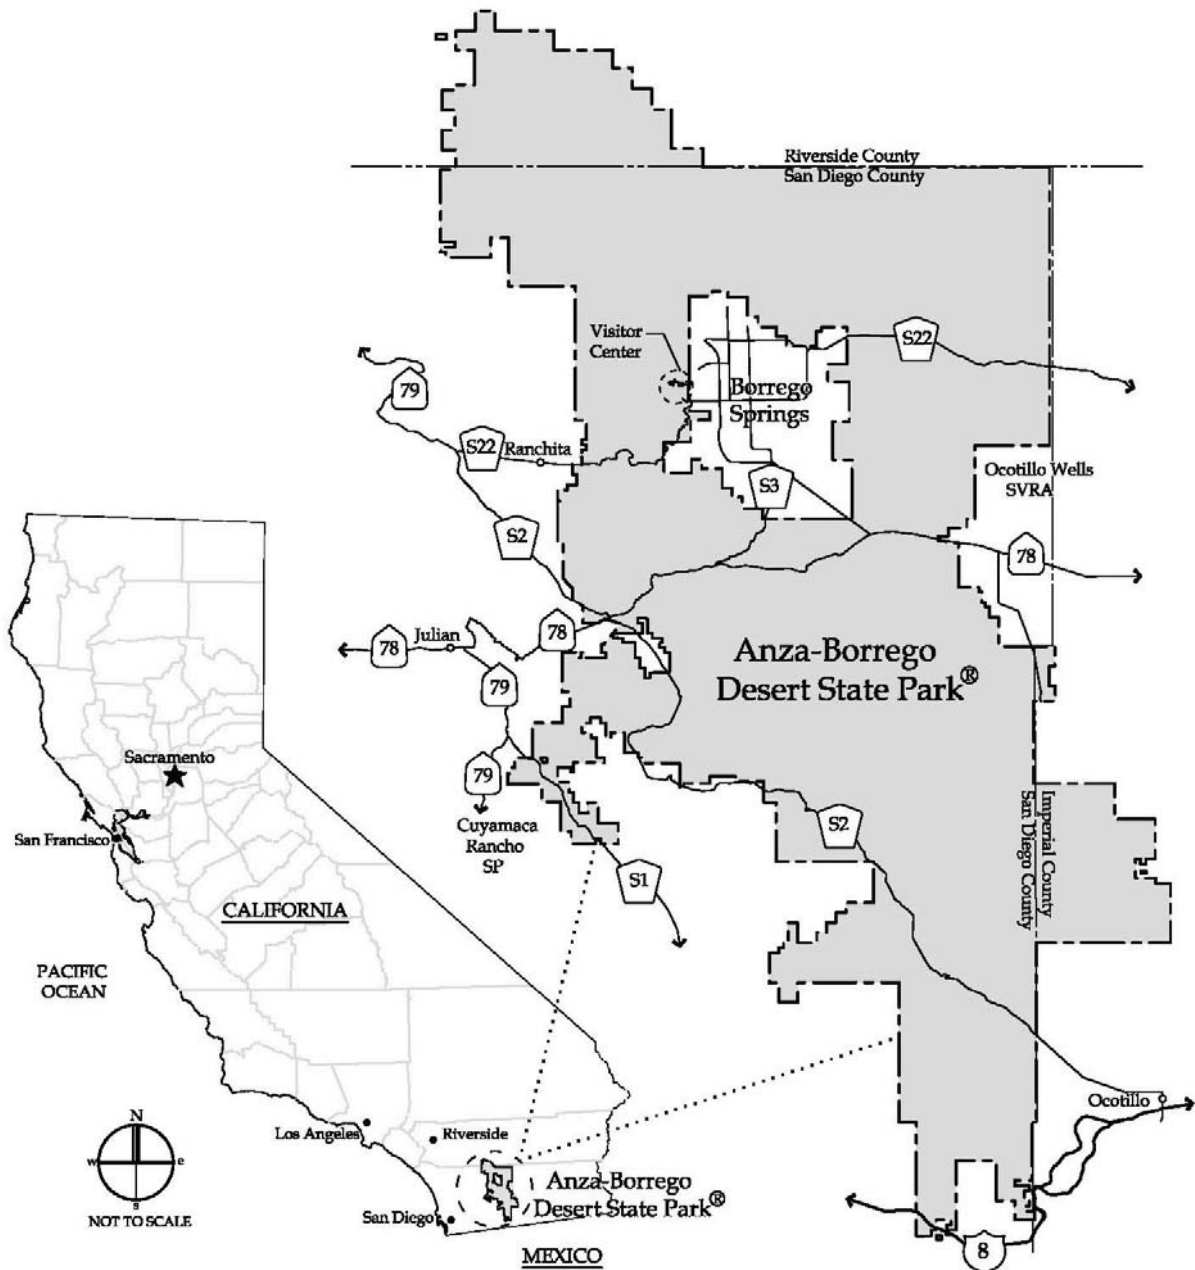 Riverside County
San Diego County
Visitor
Center
S22
79
Borrego
Springs
S22
Ranchita
Ocotillo Wells
SVRA
S3
S2
78
78
Julian
78
Anza-Borrego
Desert State Park®
79
Sacramento
79
Cuyamaca
Rancho
SP
S2
Imperial County
San Diego County
San Francisco
S1
CALIFORNIA
PACIFIC
OCEAN
Ocotillo
N
w
e
s
NOT TO SCALE
Los Angeles
Riverside
Anza-Borrego
Desert State Park®
San Diego
MEXICO
8